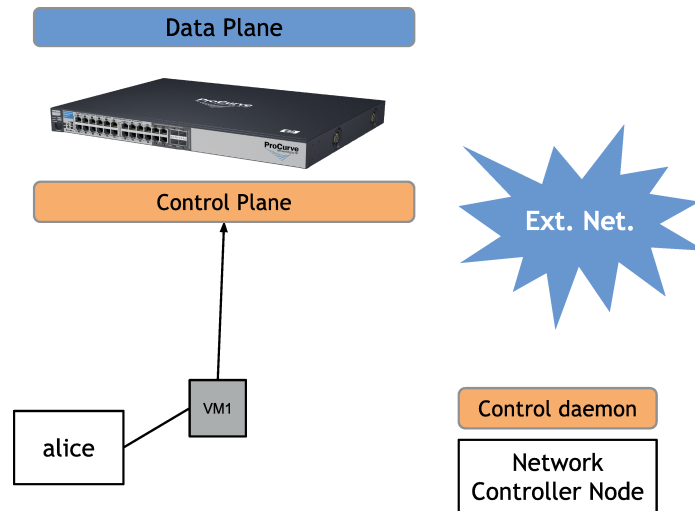 Data Plane
ProCurve
ProCurve
Control Plane
Ext. Net.
VM1
alice
Control daemon
Network
Controller Node